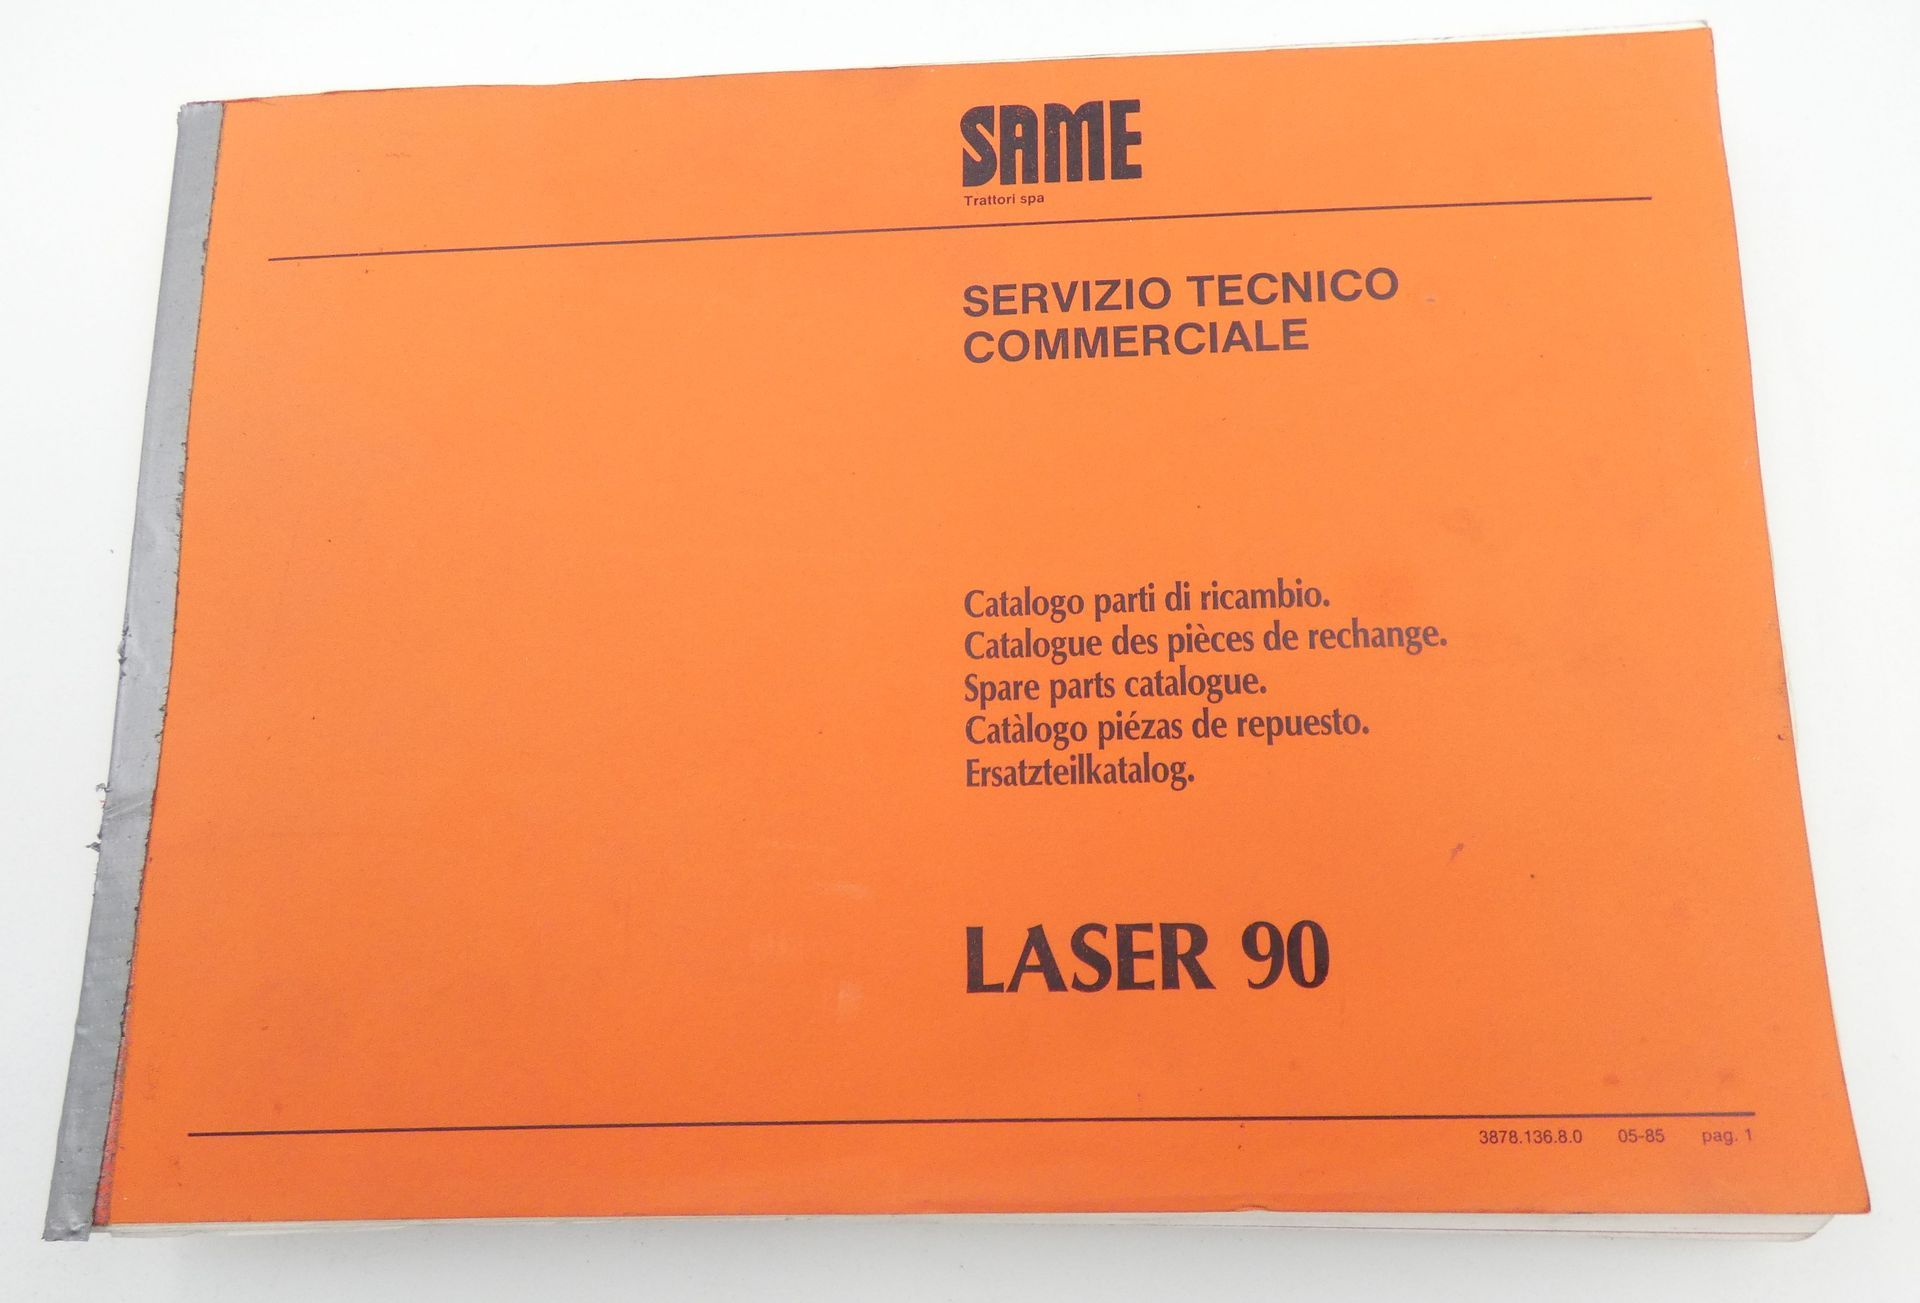 SAME
Trattori spa
SERVIZIO TECNICO
COMMERCIALE
Catalogo parti di ricambio.
Catalogue des pièces de rechange.
Spare parts catalogue.
Catàlogo piézas de repuesto.
Ersatzteilkatalog.
LASER 90
3878.136.8.0 05-85 pag. 1